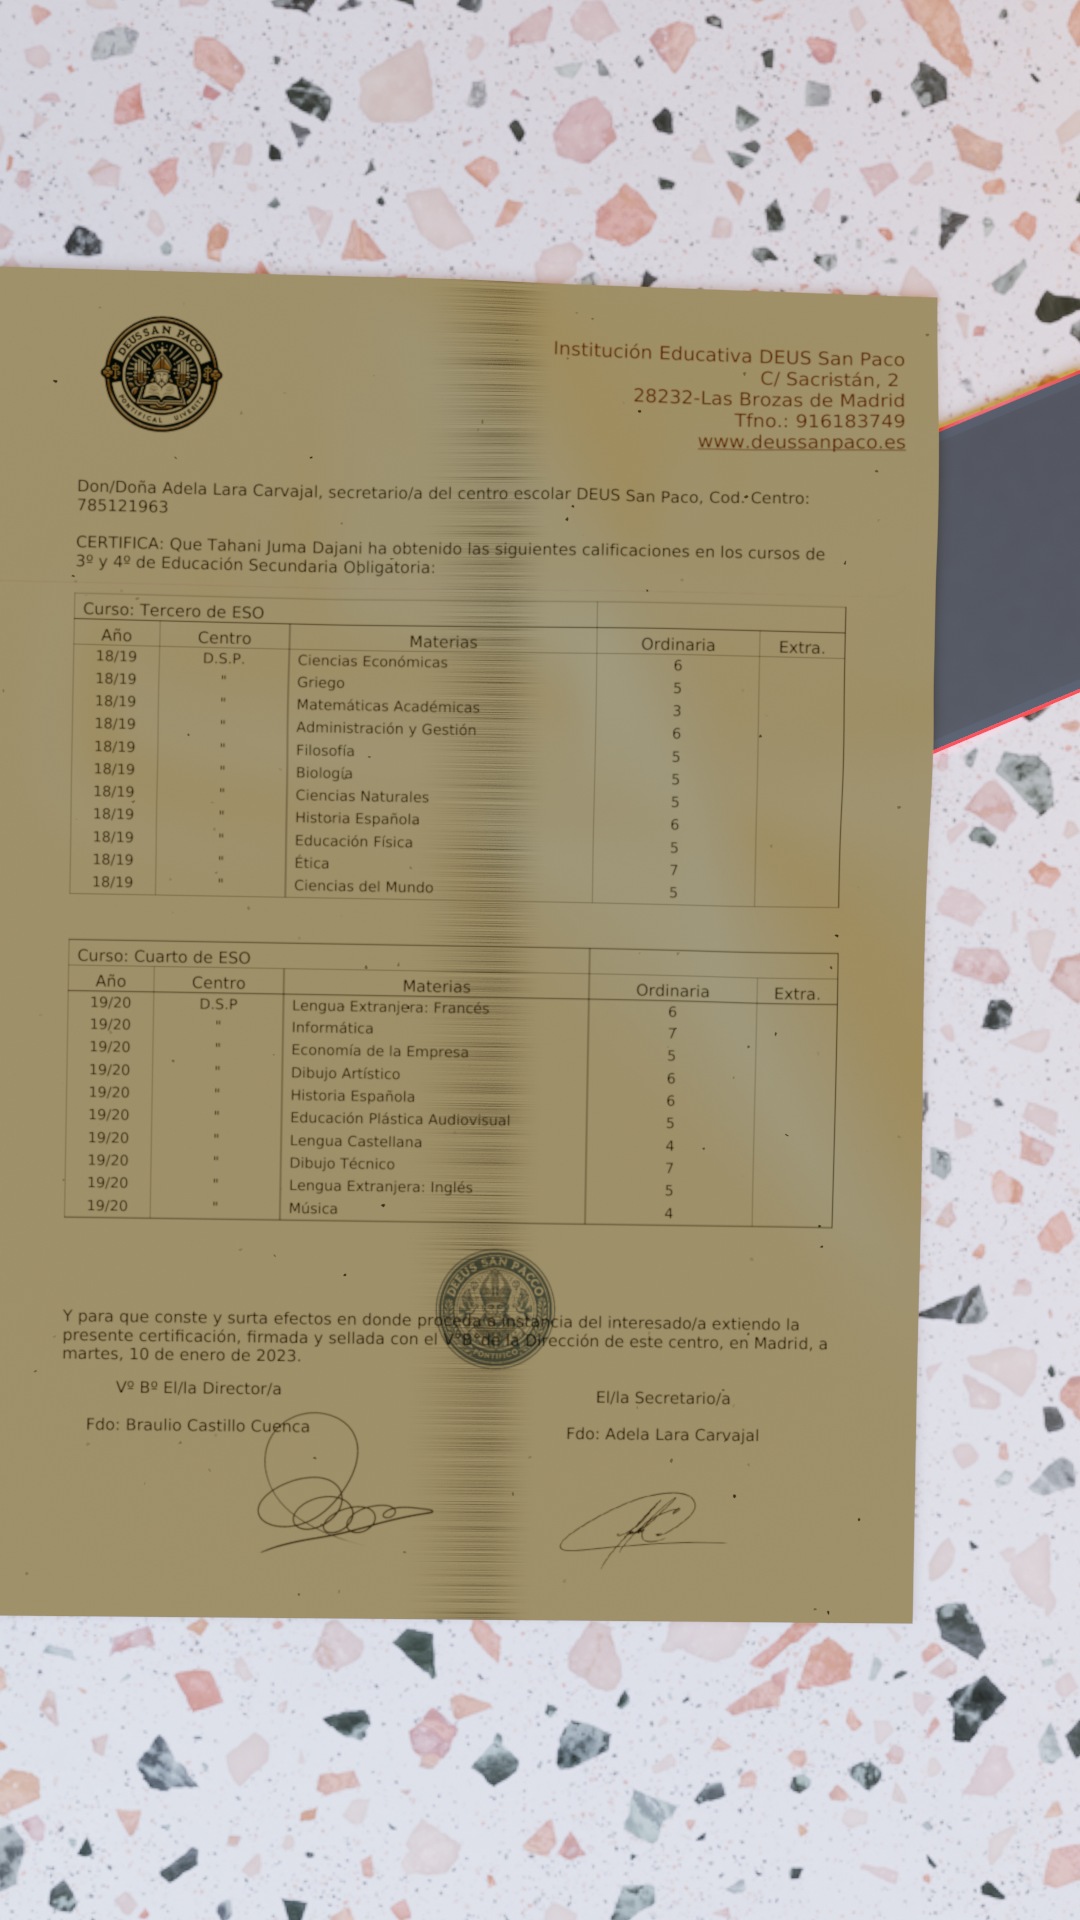 DEUS SAN PACO
PONTIFICAL
Institución Educativa DEUS San Paco
C/ Sacristán, 2
28232-Las Brozas de Madrid
Tfno.: 916183749
www.deussanpaco.es
Don/Doña Adela Lara Carvajal, secretario/a del centro escolar DEUS San Paco, Cod. Centro:
785121963
CERTIFICA: Que Tahani Juma Dajani ha obtenido las siguientes calificaciones en los cursos de
3º y 4º de Educación Secundaria Obligatoria:
Curso: Tercero de ESO
Año Centro Materias Ordinaria Extra.
18/19 D.S.P. Ciencias Económicas 6
18/19 " Griego 5
18/19 " Matemáticas Académicas 3
18/19 " Administración y Gestión 6
18/19 " Filosofía 5
18/19 " Biología 5
18/19 " Ciencias Naturales 5
18/19 " Historia Española 6
18/19 " Educación Física 5
18/19 " Ética 7
18/19 " Ciencias del Mundo 5
Curso: Cuarto de ESO
Año Centro Materias Ordinaria Extra.
19/20 D.S.P Lengua Extranjera: Francés 6
19/20 " Informática 7
19/20 " Economía de la Empresa 5
19/20 " Dibujo Artístico 6
19/20 " Historia Española 6
19/20 " Educación Plástica Audiovisual 5
19/20 " Lengua Castellana 4
19/20 " Dibujo Técnico 7
19/20 " Lengua Extranjera: Inglés 5
19/20 " Música 4
DEEUS SAN PACCO
PONTIFICO
Y para que conste y surta efectos en donde proceda a instancia del interesado/a extiendo la
presente certificación, firmada y sellada con el V.B. de la Dirección de este centro, en Madrid, a
martes, 10 de enero de 2023.
Vº Bº El/la Director/a
El/la Secretario/a
Fdo: Braulio Castillo Cuenca
Fdo: Adela Lara Carvajal